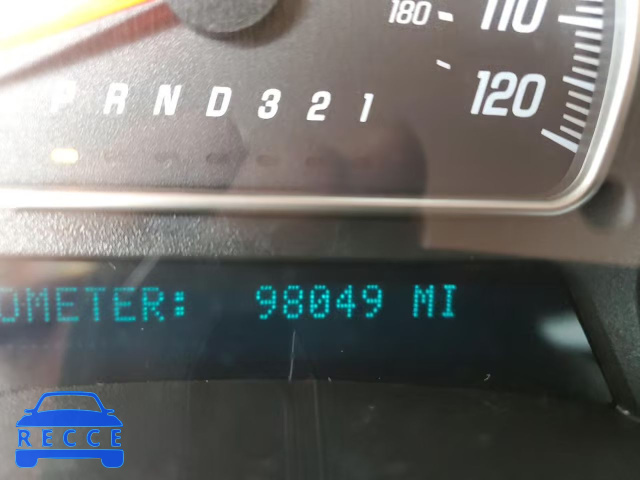 180 110
120
P R N D 3 2 1
OMETER: 98049 MI
RECCE